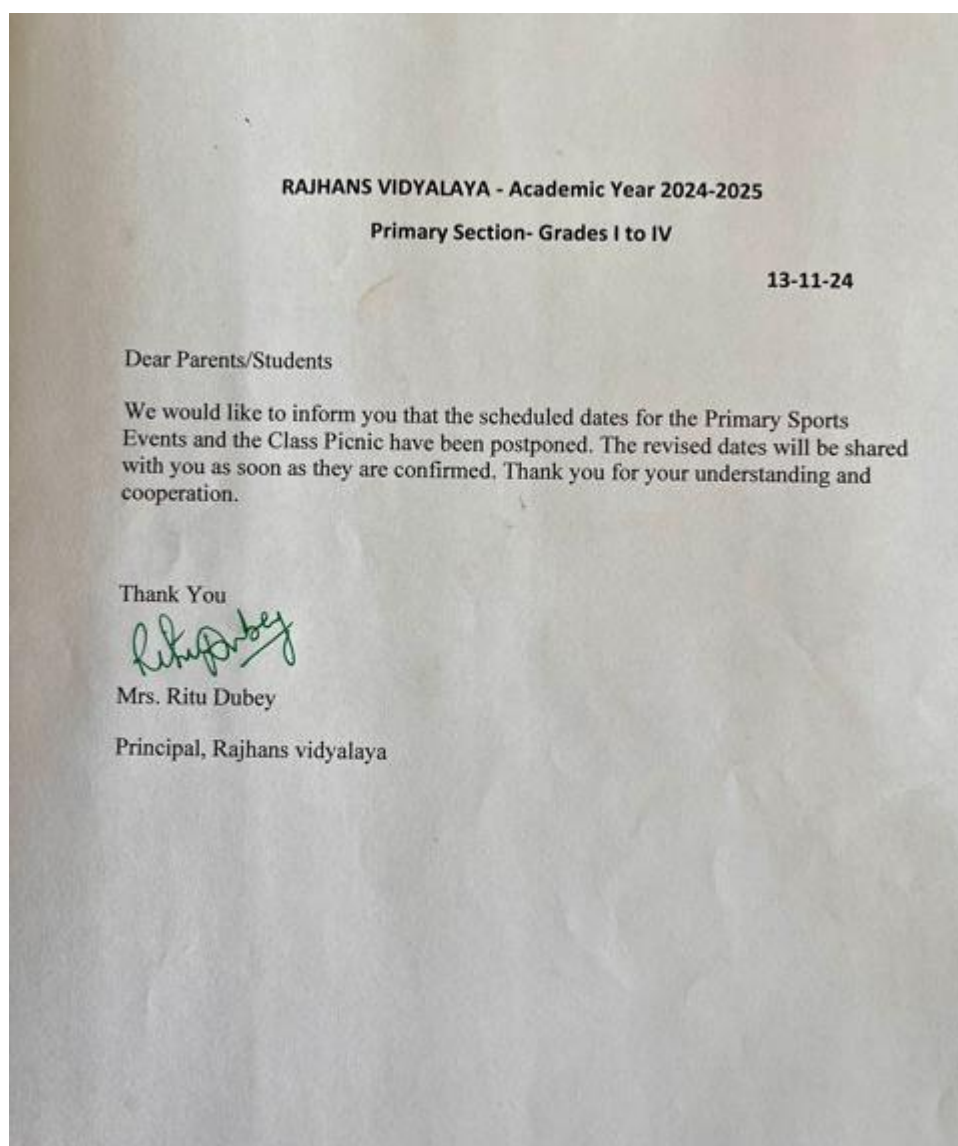 RAJHANS VIDYALAYA - Academic Year 2024-2025
Primary Section- Grades I to IV
13-11-24
Dear Parents/Students
We would like to inform you that the scheduled dates for the Primary Sports
Events and the Class Picnic have been postponed. The revised dates will be shared
with you as soon as they are confirmed. Thank you for your understanding and
cooperation.
Thank You
RituDubey
Mrs. Ritu Dubey
Principal, Rajhans vidyalaya